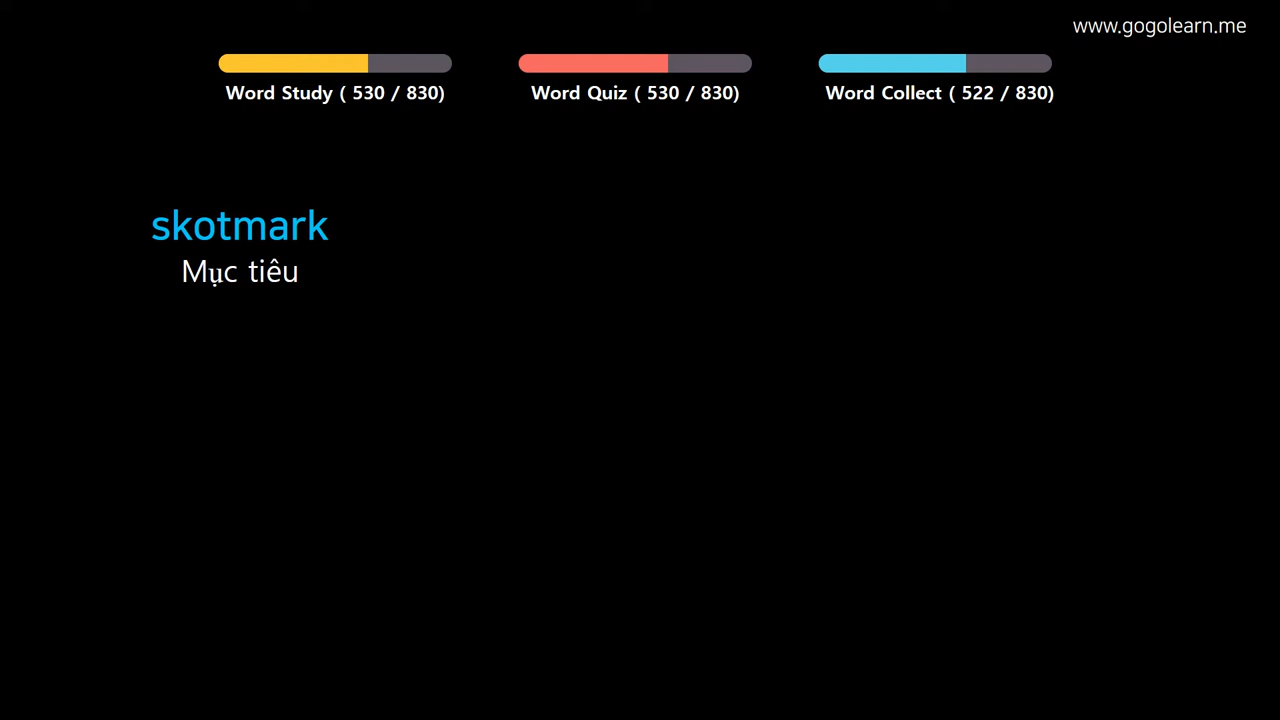 www.gogolearn.me
Word Study ( 530 / 830)
Word Quiz ( 530 / 830)
Word Collect ( 522 / 830)
skotmark
Mục tiêu